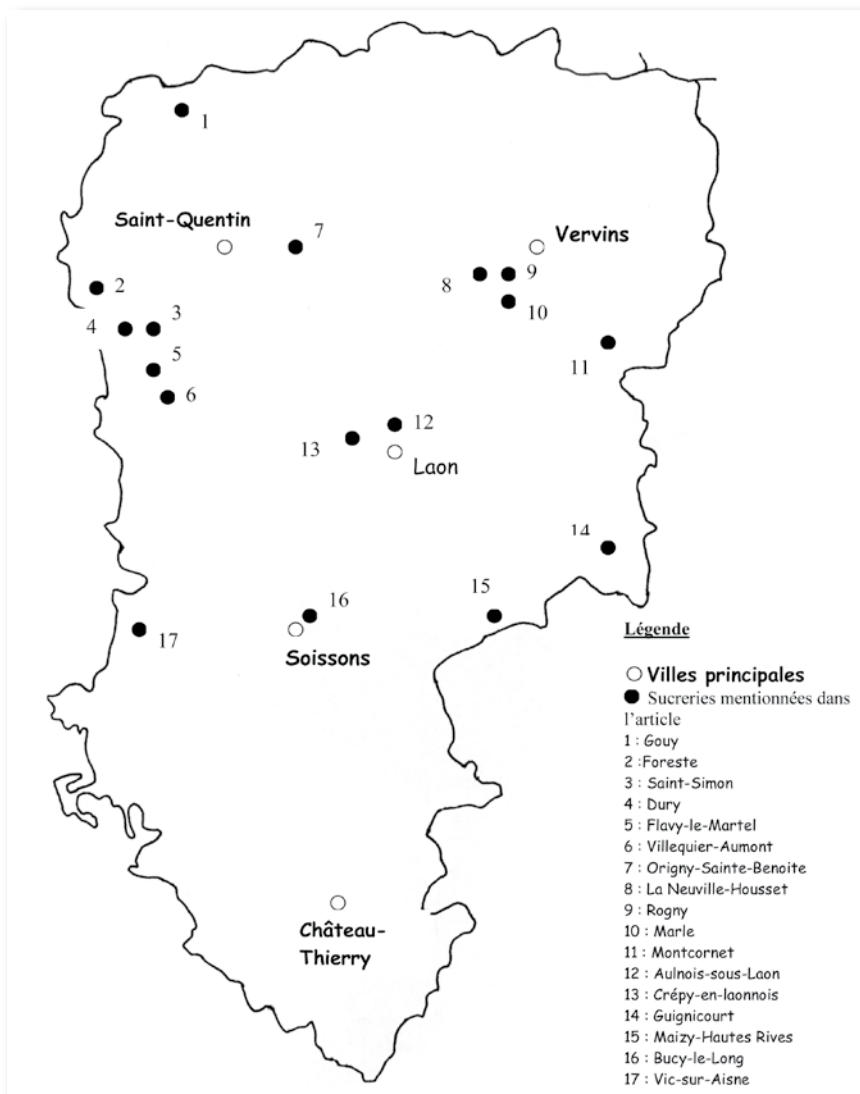 1
Saint-Quentin
7
Vervins
2
8
9
4
3
10
5
11
6
12
13
Laon
14
16
15
17
Soissons
Château-
Thierry
Légende
Villes principales
Sucreries mentionnées dans
l'article
1 : Gouy
2 :Foreste
3 : Saint-Simon
4 : Dury
5 : Flavy-le-Martel
6 : Villequier-Aumont
7 : Origny-Sainte-Benoite
8 : La Neuville-Housset
9 : Rogny
10 : Marle
11 : Montcornet
12 : Aulnois-sous-Laon
13 : Crépy-en-laonnois
14 : Guignicourt
15 : Maizy-Hautes Rives
16 : Bucy-le-Long
17 : Vic-sur-Aisne